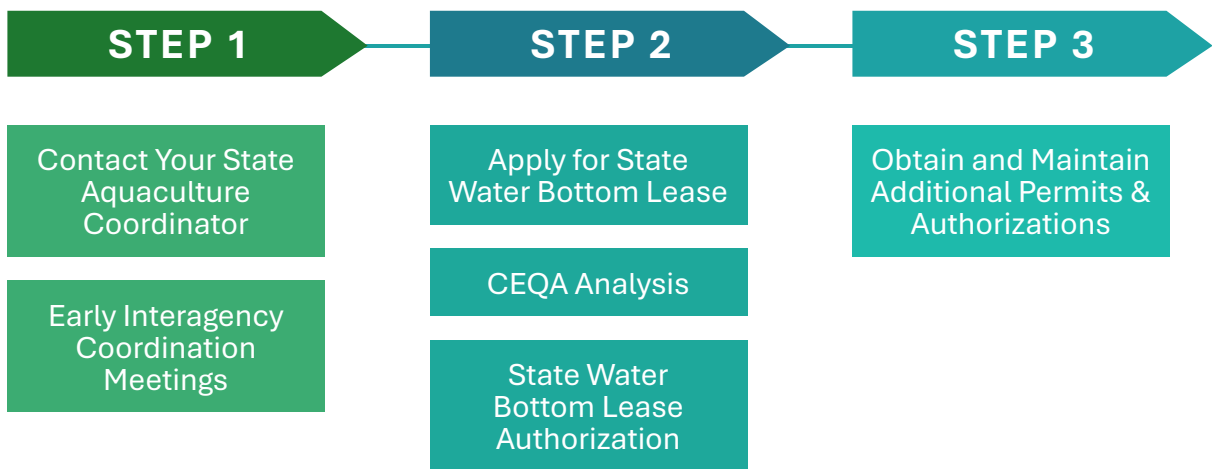 STEP 1
STEP 2
STEP 3
Contact Your State
Aquaculture
Coordinator
Early Interagency
Coordination
Meetings
Apply for State
Water Bottom Lease
CEQA Analysis
State Water
Bottom Lease
Authorization
Obtain and Maintain
Additional Permits &
Authorizations